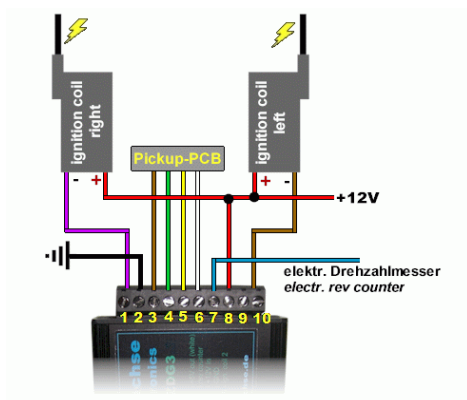 ignition coil
right
ignition coil
left
Pickup-PCB
- +
+ -
+12V
elektr. Drehzahlmesser
electr. rev counter
1 2 3 4 5 6 7 8 9 10